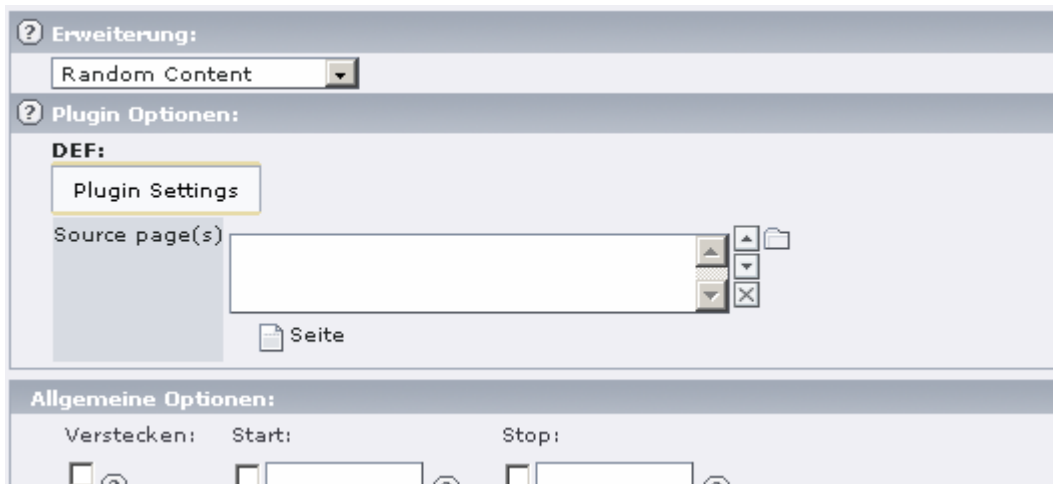 Erweiterung:
Random Content
Plugin Optionen:
DEF:
Plugin Settings
Source page(s)
Seite
Allgemeine Optionen:
Verstecken: Start: Stop: